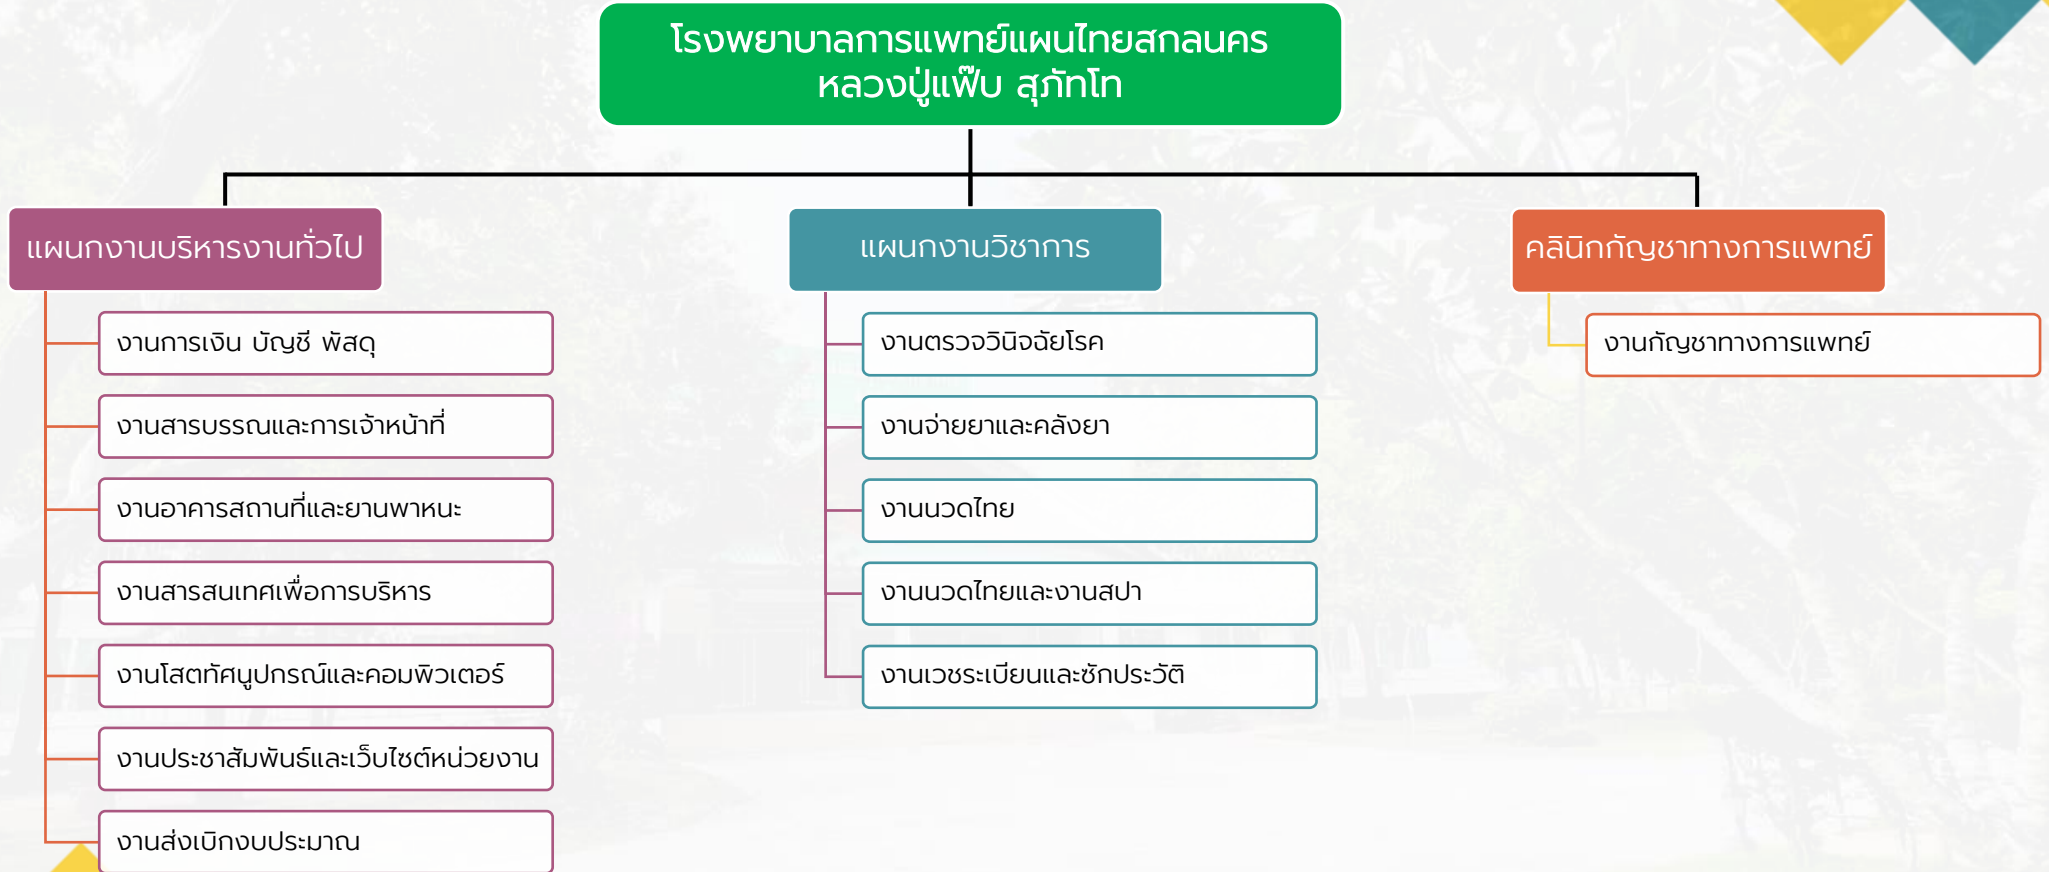 โรงพยาบาลการแพทย์แผนไทยสกลนคร
หลวงปู่แฟ๊บ สุภัทโท
แผนกงานบริหารงานทั่วไป
งานการเงิน บัญชี พัสดุ
งานสารบรรณและการเจ้าหน้าที่
งานอาคารสถานที่และยานพาหนะ
งานสารสนเทศเพื่อการบริหาร
งานโสตทัศนูปกรณ์และคอมพิวเตอร์
งานประชาสัมพันธ์และเว็บไซต์หน่วยงาน
งานส่งเบิกงบประมาณ
แผนกงานวิชาการ
งานตรวจวินิจฉัยโรค
งานจ่ายยาและคลังยา
งานนวดไทย
งานนวดไทยและงานสปา
งานเวชระเบียนและซักประวัติ
คลินิกกัญชาทางการแพทย์
งานกัญชาทางการแพทย์